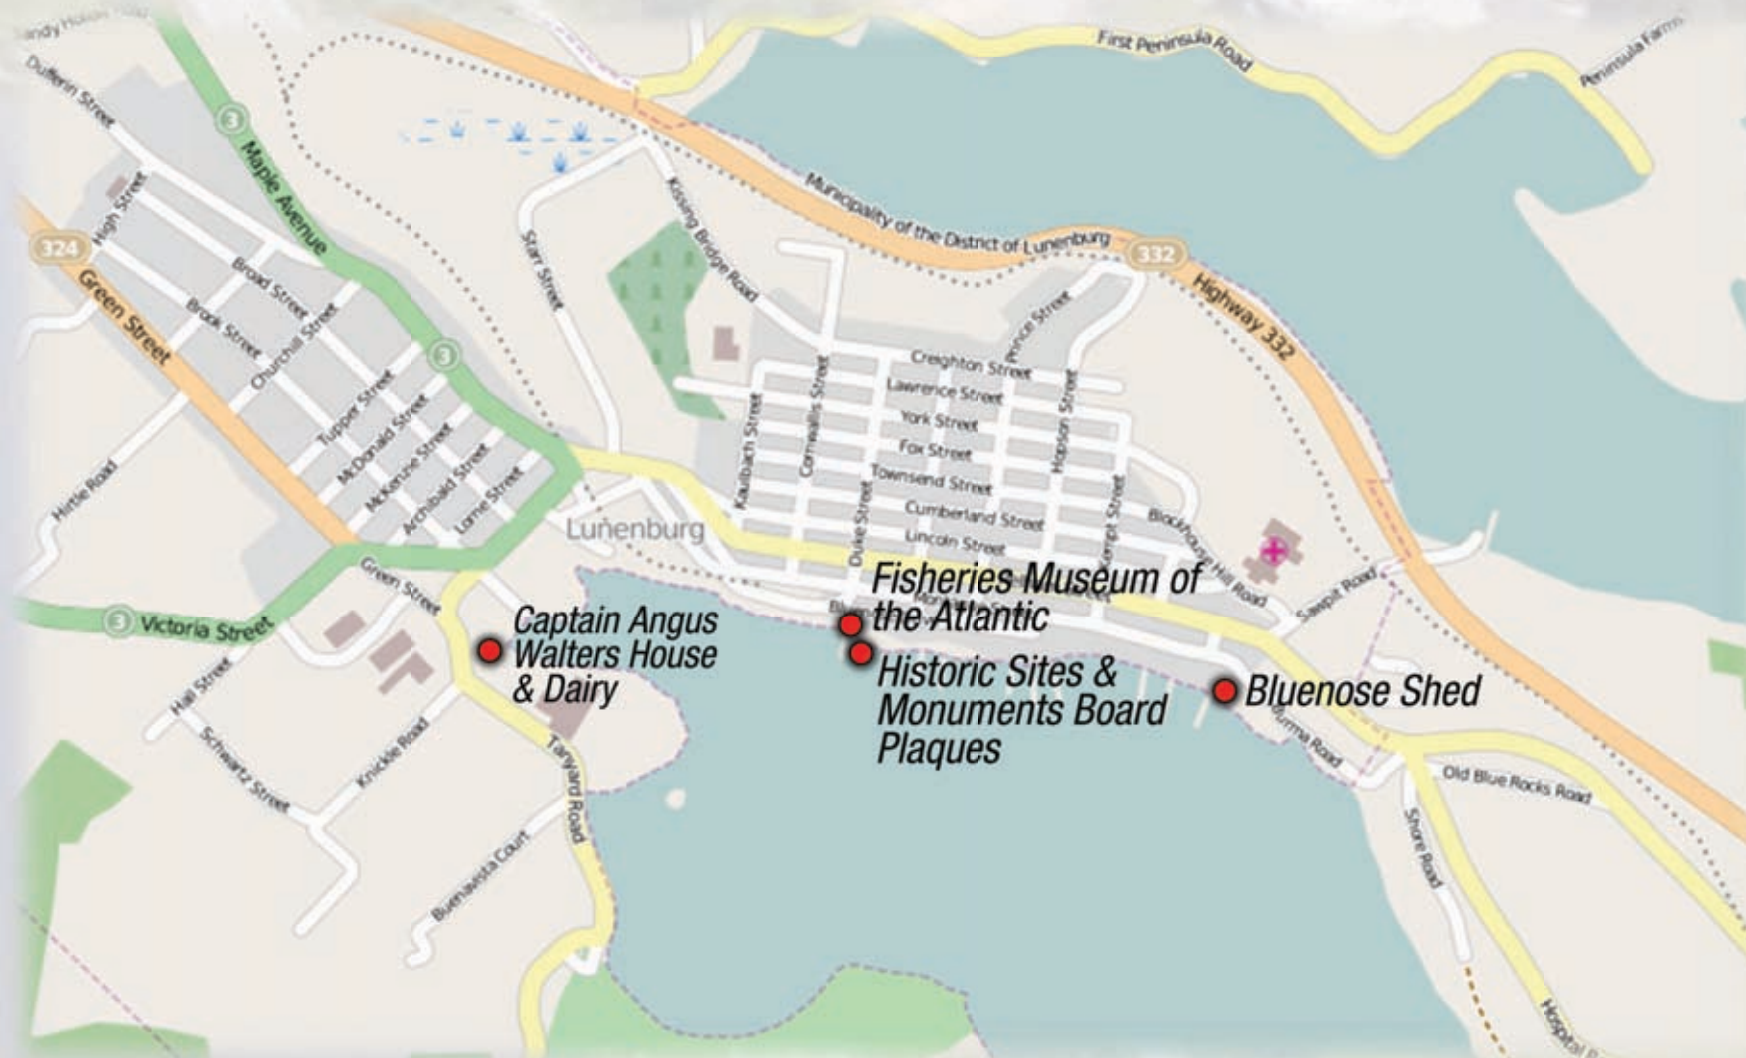 Dufferin Street
3
Maple Avenue
High Street
324
Green Street
Broad Street
Brook Street
Churchill Street
3
Tupper Street
McDonald Street
McKenzie Street
Archibald Street
Lorne Street
Hirtle Road
3
Victoria Street
Green Street
Hall Street
Schwartz Street
Knickle Road
Tanyard Road
Buenavista Court
Starr Street
Kissing Bridge Road
First Peninsula Road
Peninsula Farms
Municipality of the District of Lunenburg
332
Highway 332
Prince Street
Creighton Street
Lawrence Street
York Street
Fox Street
Townsend Street
Cumberland Street
Lincoln Street
Kaulbach Street
Cornwallis Street
Duke Street
Hopson Street
Kempt Street
Blockhouse Hill Road
Sawpit Road
Lunenburg
Fisheries Museum of
the Atlantic
Captain Angus
Walters House
& Dairy
Historic Sites &
Monuments Board
Plaques
Bluenose Shed
Burma Road
Old Blue Rocks Road
Shore Road
Hospital